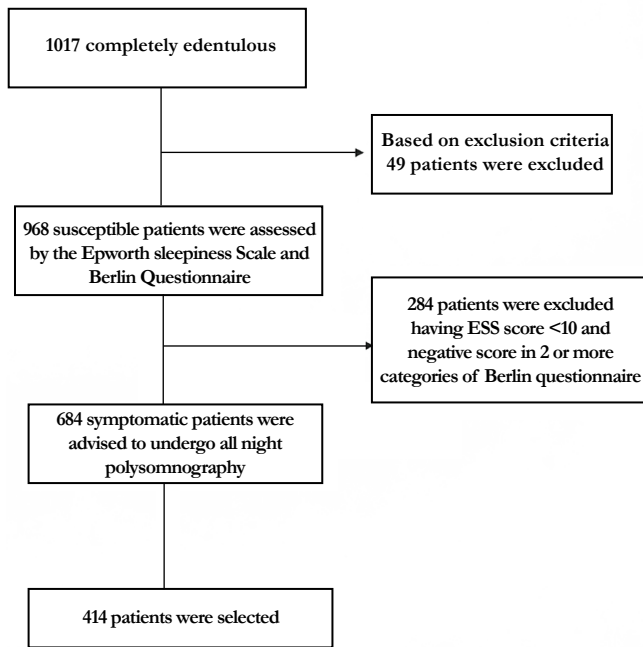 1017 completely edentulous
Based on exclusion criteria
49 patients were excluded
968 susceptible patients were assessed
by the Epworth sleepiness Scale and
Berlin Questionnaire
284 patients were excluded
having ESS score <10 and
negative score in 2 or more
categories of Berlin questionnaire
684 symptomatic patients were
advised to undergo all night
polysomnography
414 patients were selected